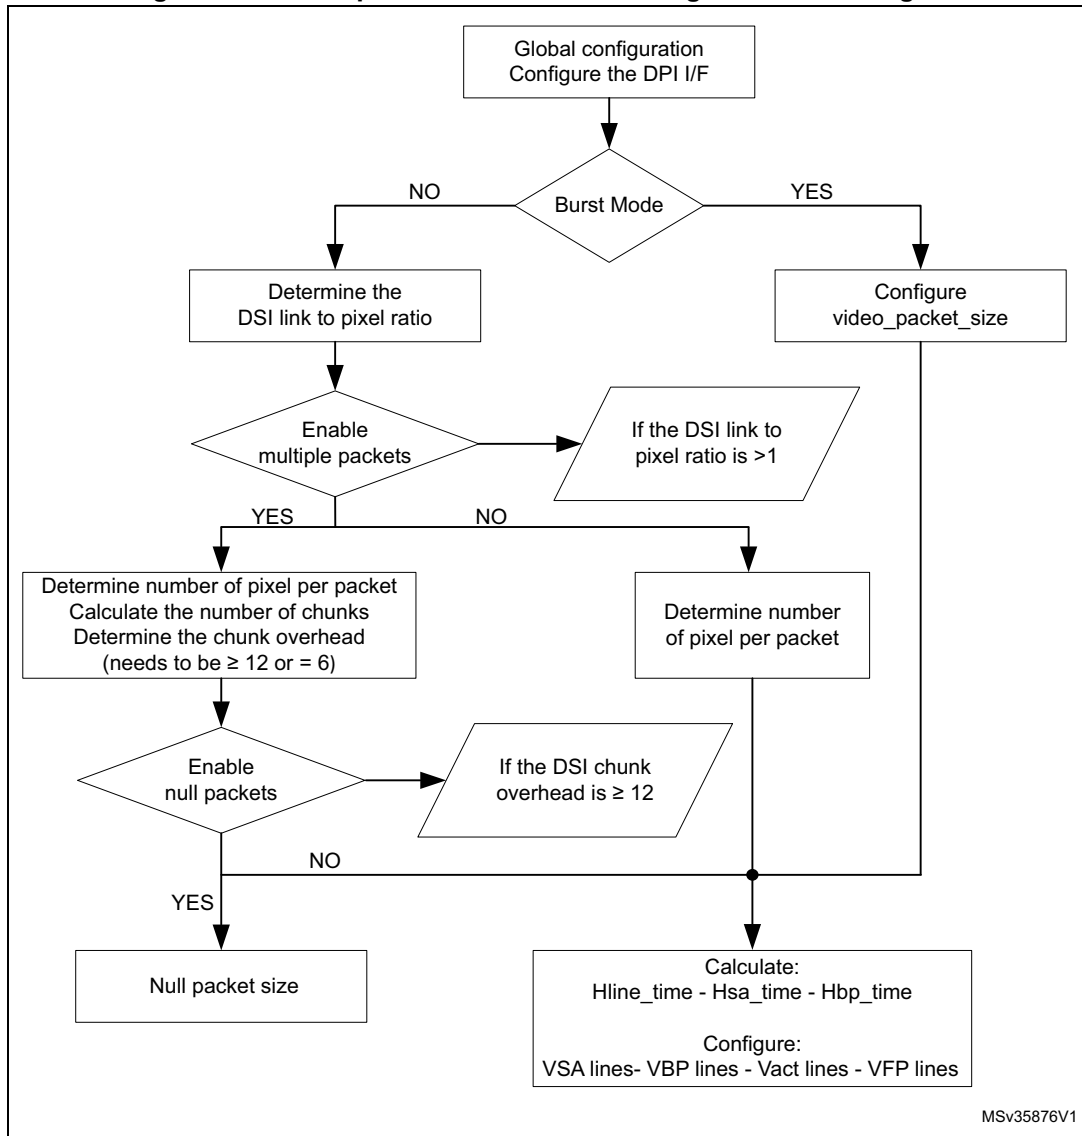 Global configuration
Configure the DPI I/F
NO
Burst Mode
YES
Determine the
DSI link to pixel ratio
Configure
video_packet_size
Enable
multiple packets
If the DSI link to
pixel ratio is >1
YES
NO
Determine number of pixel per packet
Calculate the number of chunks
Determine the chunk overhead
(needs to be ≥ 12 or = 6)
Determine number
of pixel per packet
Enable
null packets
If the DSI chunk
overhead is ≥ 12
NO
YES
Null packet size
Calculate:
Hline_time - Hsa_time - Hbp_time
Configure:
VSA lines- VBP lines - Vact lines - VFP lines
MSv35876V1